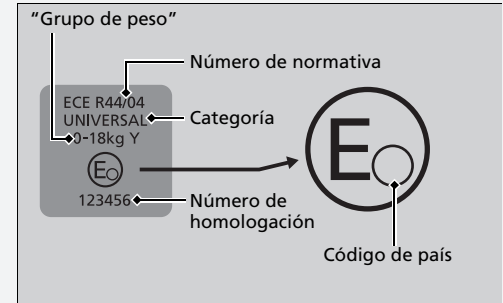 “Grupo de peso”
Número de normativa
ECE R44/04
UNIVERSAL
Categoría
0-18kg Y
E
E
123456
Número de
homologación
Código de país